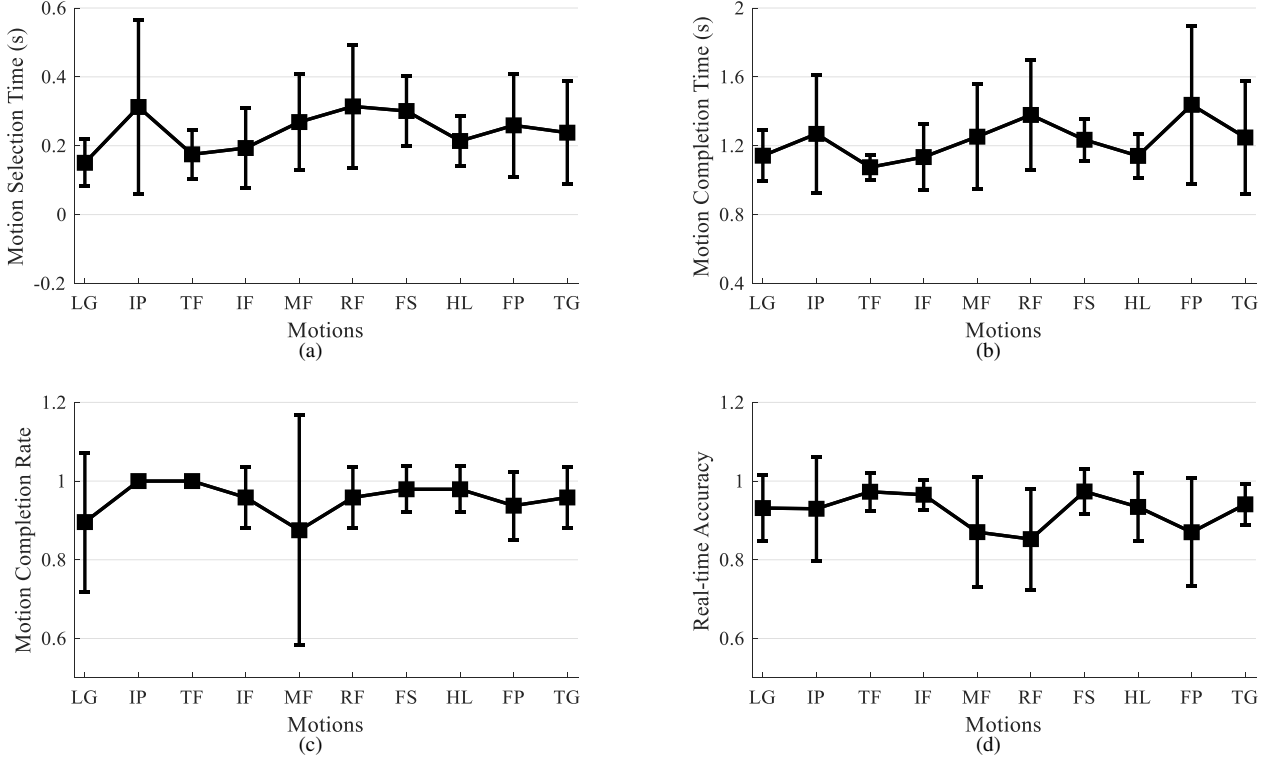 Motion Selection Time (s)
0.6
0.4
0.2
0
-0.2
LG IP TF IF MF RF FS HL FP TG
Motions
(a)
Motion Completion Time (s)
2
1.6
1.2
0.8
0.4
LG IP TF IF MF RF FS HL FP TG
Motions
(b)
Motion Completion Rate
1.2
1
0.8
0.6
LG IP TF IF MF RF FS HL FP TG
Motions
(c)
Real-time Accuracy
1.2
1
0.8
0.6
LG IP TF IF MF RF FS HL FP TG
Motions
(d)